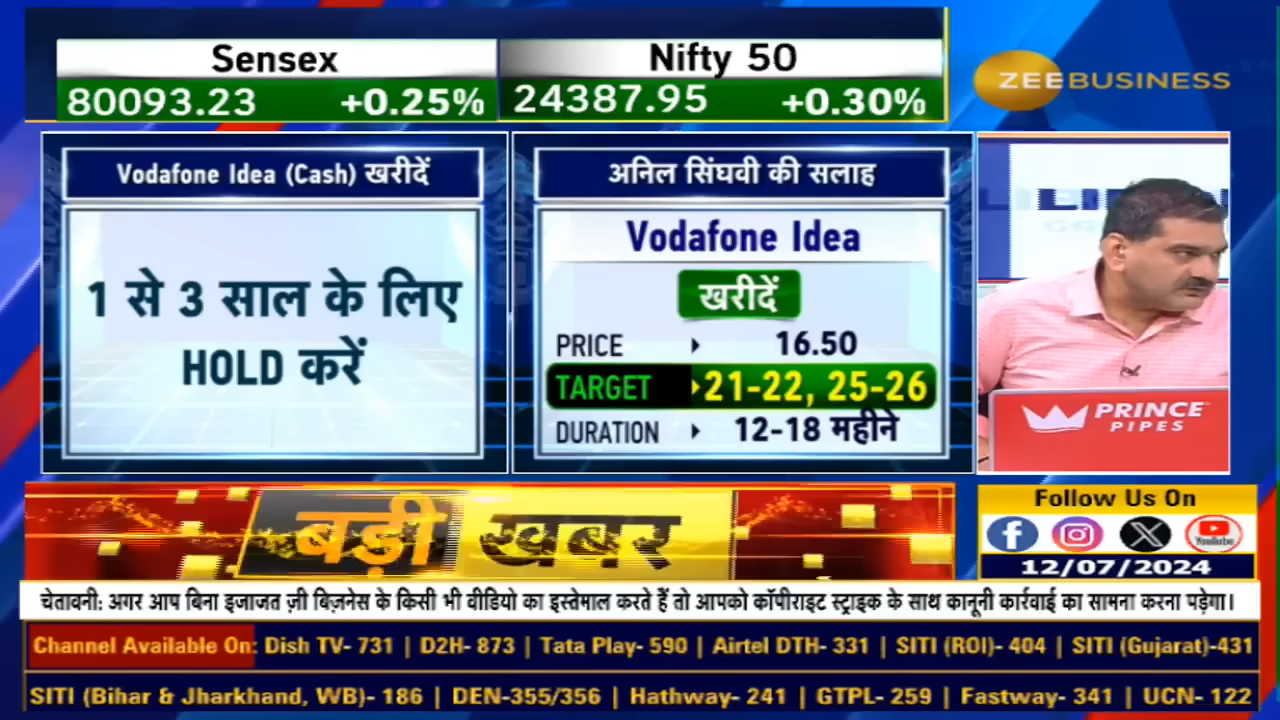 Sensex
80093.23 +0.25%
Nifty 50
24387.95 +0.30%
ZEEBUSINESS
Vodafone Idea (Cash) खरीदें
1 से 3 साल के लिए
HOLD करें
अनिल सिंघवी की सलाह
Vodafone Idea
खरीदें
PRICE 16.50
TARGET 21-22, 25-26
DURATION 12-18 महीने
PRINCE
PIPES
बड़ी खबर
Follow Us On
YouTube
12/07/2024
चेतावनी: अगर आप बिना इजाजत ज़ी बिज़नेस के किसी भी वीडियो का इस्तेमाल करते हैं तो आपको कॉपीराइट स्ट्राइक के साथ कानूनी कार्रवाई का सामना करना पड़ेगा।
Channel Available On: Dish TV- 731 | D2H- 873 | Tata Play- 590 | Airtel DTH- 331 | SITI (ROI)- 404 | SITI (Gujarat)-431
SITI (Bihar & Jharkhand, WB)- 186 | DEN-355/356 | Hathway- 241 | GTPL- 259 | Fastway- 341 | UCN- 122